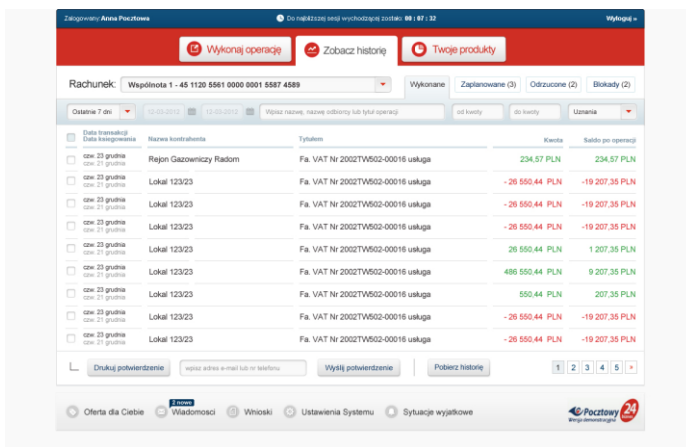 Zalogowany: Anna Pocztowa Do najbliższej sesji wychodzącej zostało: 00 : 07 : 32 Wyloguj »
Wykonaj operację Zobacz historię Twoje produkty
Rachunek: Wspólnota 1 - 45 1120 5561 0000 0001 5587 4589 Wykonane Zaplanowane (3) Odrzucone (2) Blokady (2)
Ostatnie 7 dni 12-03-2012 12-03-2012 Wpisz nazwę, nazwę odbiorcy lub tytuł operacji od kwoty do kwoty Uznania
Data transakcji
Data księgowania Nazwa kontrahenta Tytułem Kwota Saldo po operacji
czw. 23 grudnia
czw. 21 grudnia Rejon Gazowniczy Radom Fa. VAT Nr 2002TW502-00016 usługa 234,57 PLN 234,57 PLN
czw. 23 grudnia
czw. 21 grudnia Lokal 123/23 Fa. VAT Nr 2002TW502-00016 usługa - 26 550,44 PLN -19 207,35 PLN
czw. 23 grudnia
czw. 21 grudnia Lokal 123/23 Fa. VAT Nr 2002TW502-00016 usługa - 26 550,44 PLN -19 207,35 PLN
czw. 23 grudnia
czw. 21 grudnia Lokal 123/23 Fa. VAT Nr 2002TW502-00016 usługa - 26 550,44 PLN -19 207,35 PLN
czw. 23 grudnia
czw. 21 grudnia Lokal 123/23 Fa. VAT Nr 2002TW502-00016 usługa 26 550,44 PLN 1 207,35 PLN
czw. 23 grudnia
czw. 21 grudnia Lokal 123/23 Fa. VAT Nr 2002TW502-00016 usługa 486 550,44 PLN 9 207,35 PLN
czw. 23 grudnia
czw. 21 grudnia Lokal 123/23 Fa. VAT Nr 2002TW502-00016 usługa 550,44 PLN 207,35 PLN
czw. 23 grudnia
czw. 21 grudnia Lokal 123/23 Fa. VAT Nr 2002TW502-00016 usługa - 26 550,44 PLN -19 207,35 PLN
czw. 23 grudnia
czw. 21 grudnia Lokal 123/23 Fa. VAT Nr 2002TW502-00016 usługa - 26 550,44 PLN -19 207,35 PLN
Drukuj potwierdzenie wpisz adres e-mail lub nr telefonu Wyślij potwierdzenie Pobierz historię 1 2 3 4 5 »
2 nowe
Oferta dla Ciebie Wiadomosci Wnioski Ustawienia Systemu Sytuacje wyjątkowe Pocztowy 24
Wersja demonstracyjna